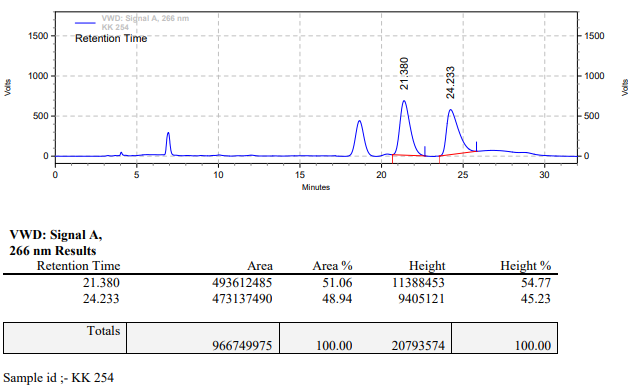 VWD: Signal A, 266 nm
KK 254
Retention Time
1500
1000
500
0
Volts
21.380
24.233
1500
1000
500
0
Volts
0 5 10 15 20 25 30
Minutes
VWD: Signal A,
266 nm Results
Retention Time Area Area % Height Height %
21.380 493612485 51.06 11388453 54.77
24.233 473137490 48.94 9405121 45.23
Totals
966749975 100.00 20793574 100.00
Sample id ;- KK 254